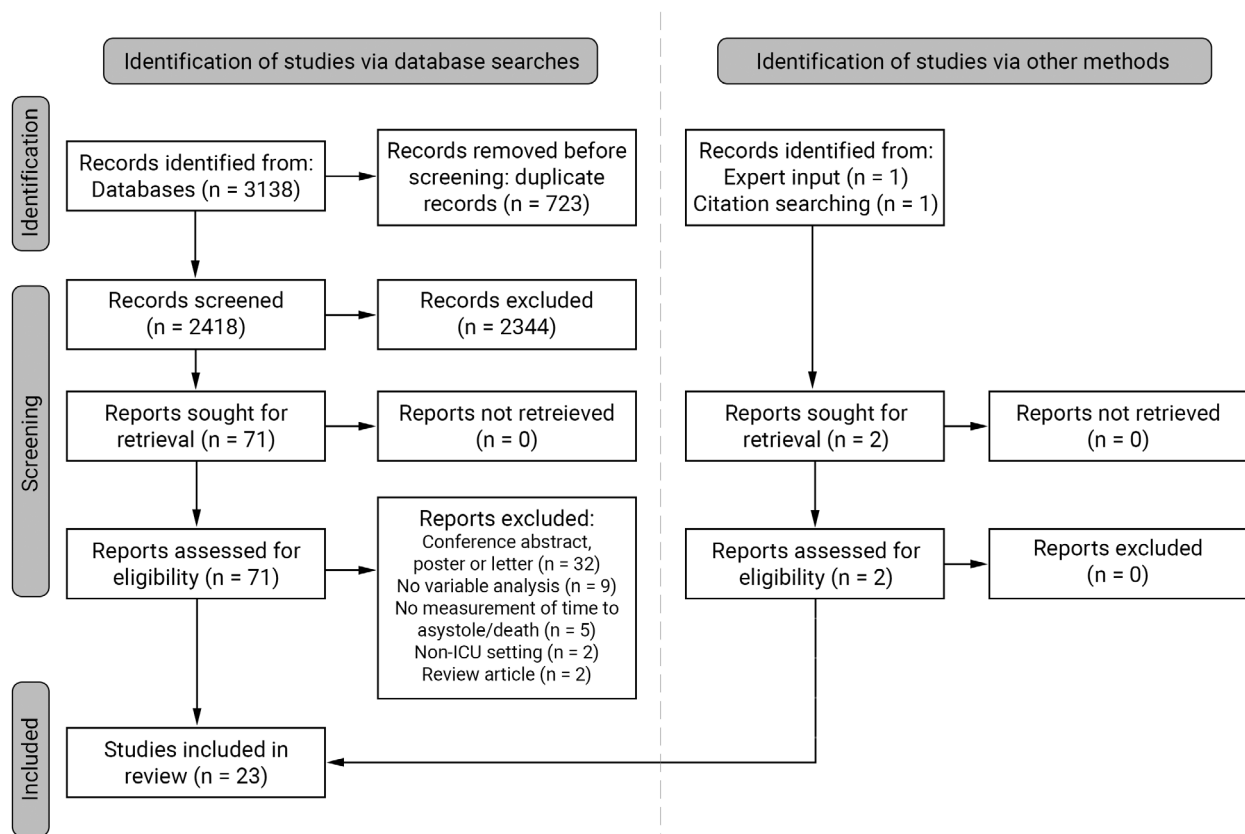 Identification of studies via database searches
Identification of studies via other methods
Identification
Records identified from:
Databases (n = 3138)
Records removed before
screening: duplicate
records (n = 723)
Records identified from:
Expert input (n = 1)
Citation searching (n = 1)
Screening
Records screened
(n = 2418)
Records excluded
(n = 2344)
Reports sought for
retrieval (n = 71)
Reports not retreieved
(n = 0)
Reports sought for
retrieval (n = 2)
Reports not retrieved
(n = 0)
Reports assessed for
eligibility (n = 71)
Reports excluded:
Conference abstract,
poster or letter (n = 32)
No variable analysis (n = 9)
No measurement of time to
asystole/death (n = 5)
Non-ICU setting (n = 2)
Review article (n = 2)
Reports assessed for
eligibility (n = 2)
Reports excluded
(n = 0)
Included
Studies included in
review (n = 23)